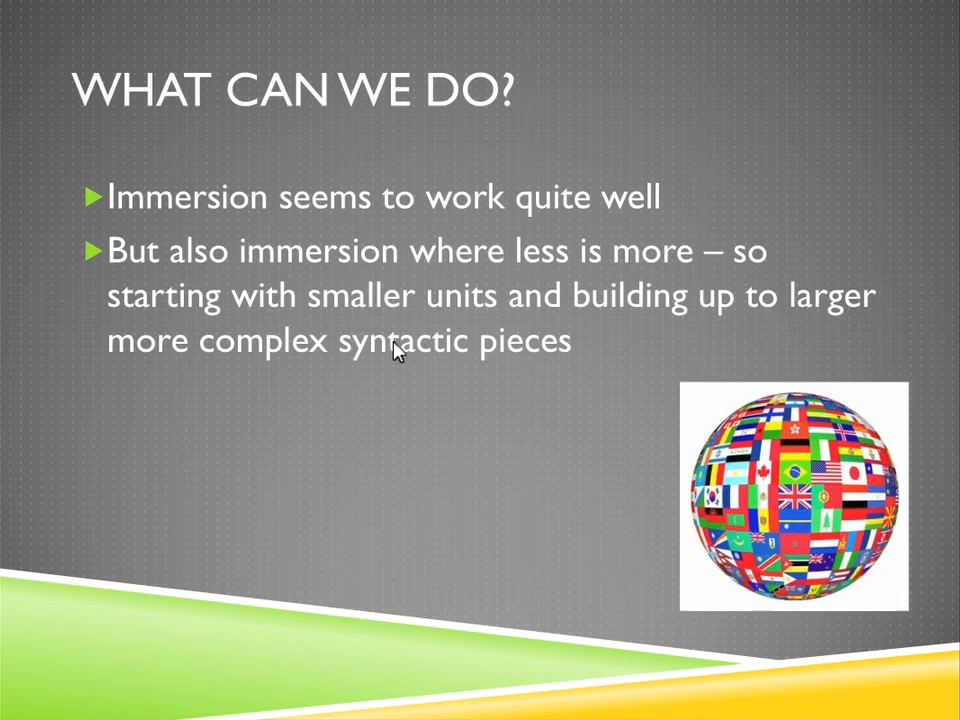 WHAT CAN WE DO?
Immersion seems to work quite well
But also immersion where less is more – so
starting with smaller units and building up to larger
more complex syntactic pieces